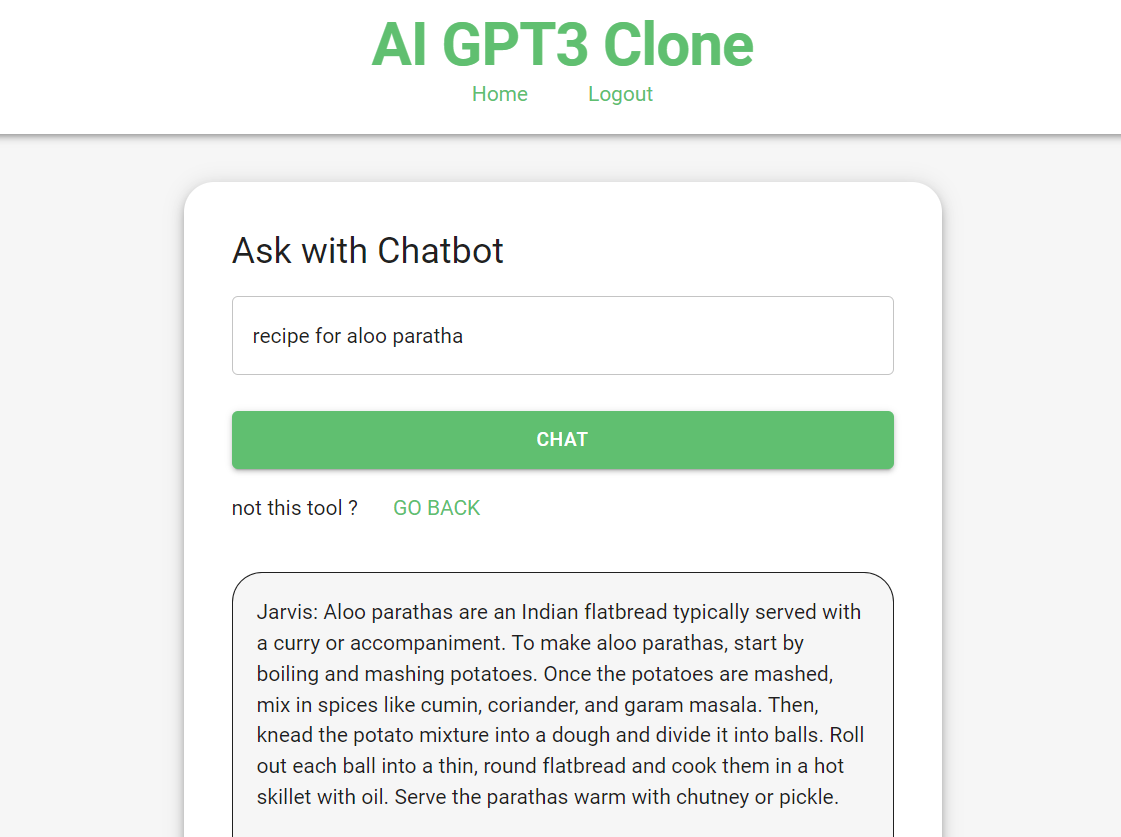 AI GPT3 Clone
Home Logout
Ask with Chatbot
recipe for aloo paratha
CHAT
not this tool ? GO BACK
Jarvis: Aloo parathas are an Indian flatbread typically served with
a curry or accompaniment. To make aloo parathas, start by
boiling and mashing potatoes. Once the potatoes are mashed,
mix in spices like cumin, coriander, and garam masala. Then,
knead the potato mixture into a dough and divide it into balls. Roll
out each ball into a thin, round flatbread and cook them in a hot
skillet with oil. Serve the parathas warm with chutney or pickle.